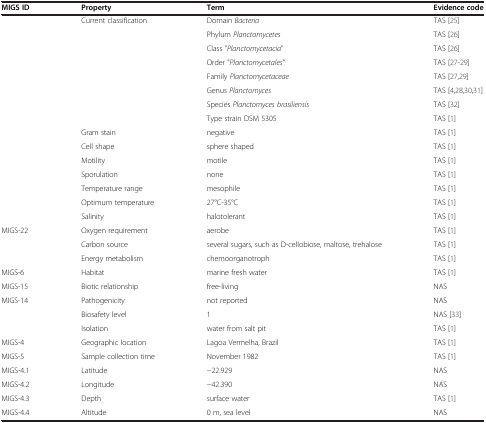 MIGS ID Property Term Evidence code
Current classification Domain Bacteria TAS [25]
Phylum Planctomycetes TAS [26]
Class "Planctomycetacia" TAS [26]
Order "Planctomycetales" TAS [27-29]
Family Planctomycetaceae TAS [27,29]
Genus Planctomyces TAS [4,28,30,31]
Species Planctomyces brasiliensis TAS [32]
Type strain DSM 5305 TAS [1]
Gram stain negative TAS [1]
Cell shape sphere shaped TAS [1]
Motility motile TAS [1]
Sporulation none TAS [1]
Temperature range mesophile TAS [1]
Optimum temperature 27°C-35°C TAS [1]
Salinity halotolerant TAS [1]
MIGS-22 Oxygen requirement aerobe TAS [1]
Carbon source several sugars, such as D-cellobiose, maltose, trehalose TAS [1]
Energy metabolism chemoorganotroph TAS [1]
MIGS-6 Habitat marine fresh water TAS [1]
MIGS-15 Biotic relationship free-living NAS
MIGS-14 Pathogenicity not reported NAS
Biosafety level 1 NAS [33]
Isolation water from salt pit TAS [1]
MIGS-4 Geographic location Lagoa Vermelha, Brazil TAS [1]
MIGS-5 Sample collection time November 1982 TAS [1]
MIGS-4.1 Latitude −22.929 NAS
MIGS-4.2 Longitude −42.390 NAS
MIGS-4.3 Depth surface water TAS [1]
MIGS-4.4 Altitude 0 m, sea level NAS